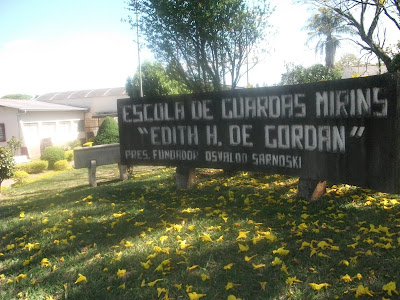 ESCOLA DE GUARDAS MIRINS
"EDITH H. DE GORDAN"
PRES. FUNDADOR OSVALDO SARNOSKI